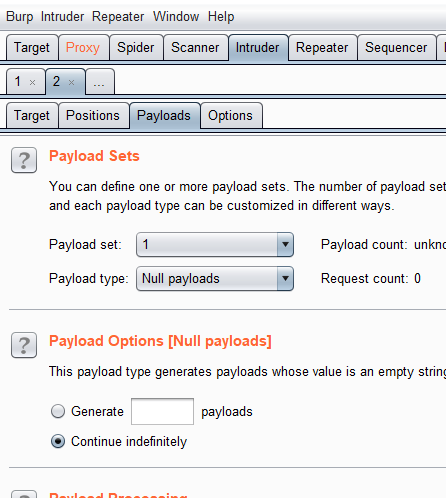 Burp Intruder Repeater Window Help
Target Proxy Spider Scanner Intruder Repeater Sequencer
1 × 2 × ...
Target Positions Payloads Options
? Payload Sets
You can define one or more payload sets. The number of payload set
and each payload type can be customized in different ways.
Payload set: 1 Payload count: unkno
Payload type: Null payloads Request count: 0
? Payload Options [Null payloads]
This payload type generates payloads whose value is an empty string
Generate payloads
Continue indefinitely
Payload Processing